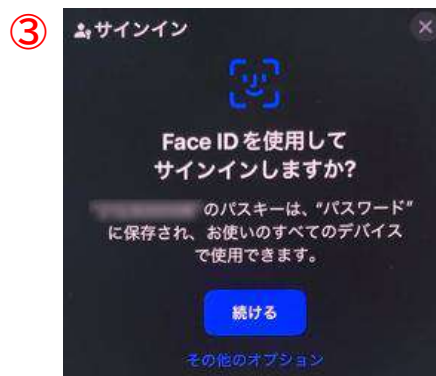 ③
サインイン
Face IDを使用して
サインインしますか?
のパスキーは、“パスワード”
に保存され、お使いのすべてのデバイス
で使用できます。
続ける
その他のオプション